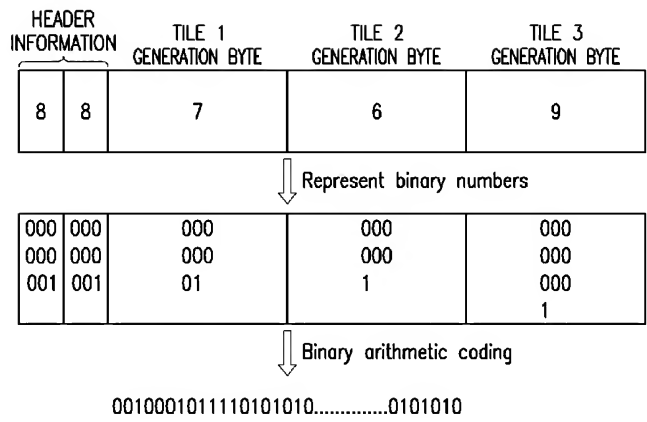 HEADER
INFORMATION
TILE 1
GENERATION BYTE
TILE 2
GENERATION BYTE
TILE 3
GENERATION BYTE
8 8 7 6 9
Represent binary numbers
000 000 000 000 000
000 000 000 000 000
001 001 01 1 000
1
Binary arithmetic coding
0010001011110101010..............0101010